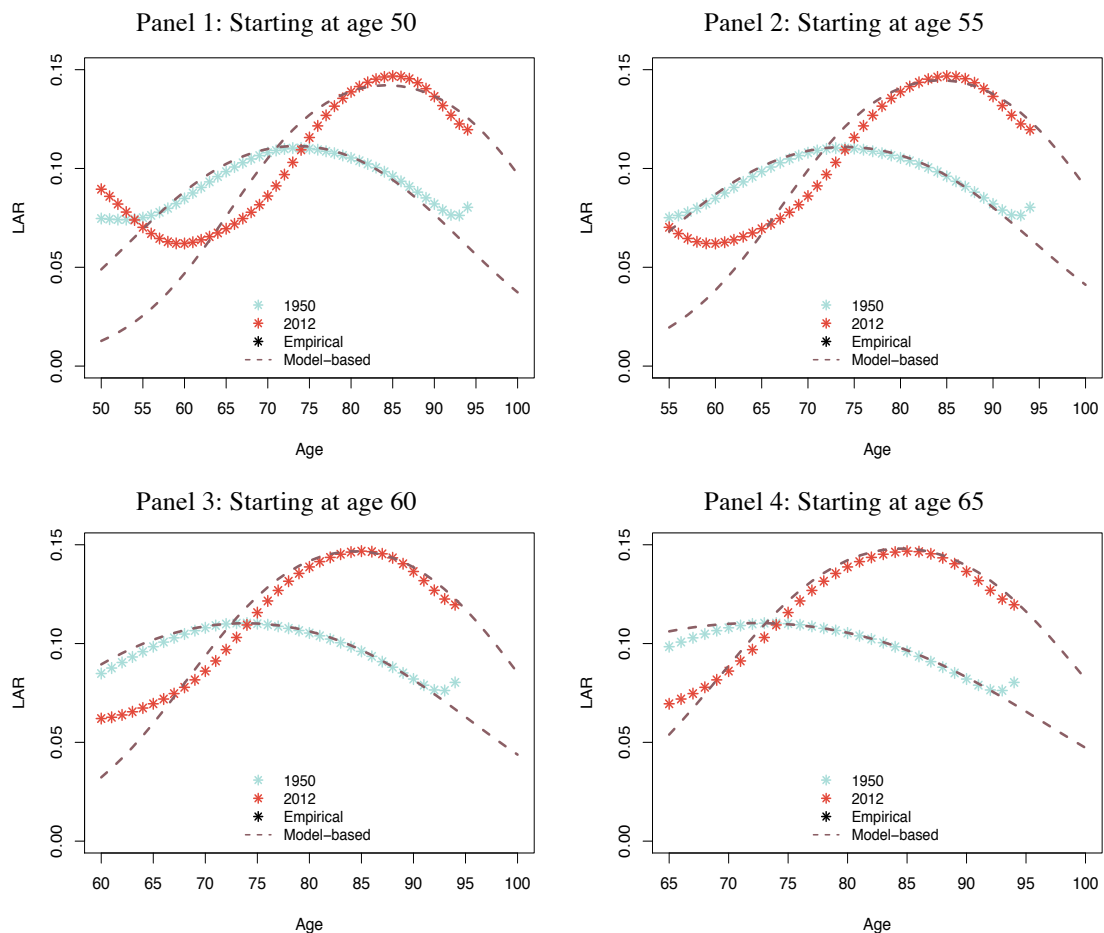 Panel 1: Starting at age 50
0.15
0.10
0.05
0.00
LAR
1950
2012
Empirical
Model−based
50 55 60 65 70 75 80 85 90 95 100
Age
Panel 2: Starting at age 55
0.15
0.10
0.05
0.00
LAR
1950
2012
Empirical
Model−based
55 60 65 70 75 80 85 90 95 100
Age
Panel 3: Starting at age 60
0.15
0.10
0.05
0.00
LAR
1950
2012
Empirical
Model−based
60 65 70 75 80 85 90 95 100
Age
Panel 4: Starting at age 65
0.15
0.10
0.05
0.00
LAR
1950
2012
Empirical
Model−based
65 70 75 80 85 90 95 100
Age